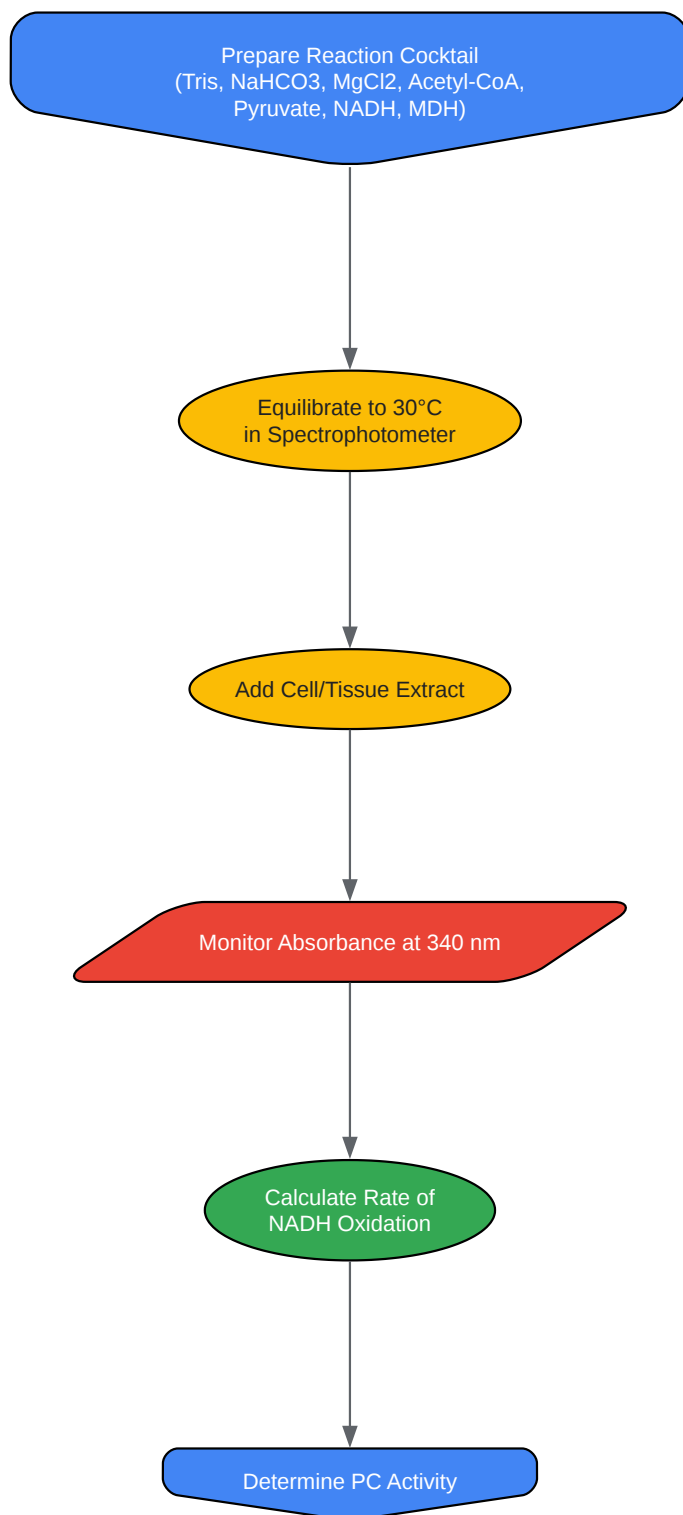 Prepare Reaction Cocktail
(Tris, NaHCO3, MgCl2, Acetyl-CoA,
Pyruvate, NADH, MDH)
Equilibrate to 30°C
in Spectrophotometer
Add Cell/Tissue Extract
Monitor Absorbance at 340 nm
Calculate Rate of
NADH Oxidation
Determine PC Activity